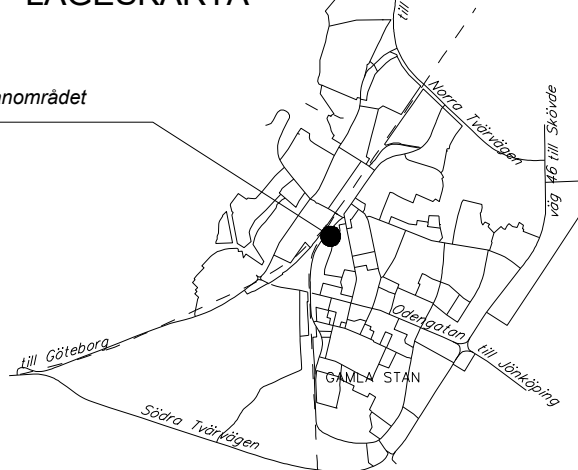 LÄGESKARTA
nområdet
till
Norra Tvärvägen
väg 46 till Skövde
Odengatan
till Göteborg
till Jönköping
GAMLA STAN
Södra Tvärvägen